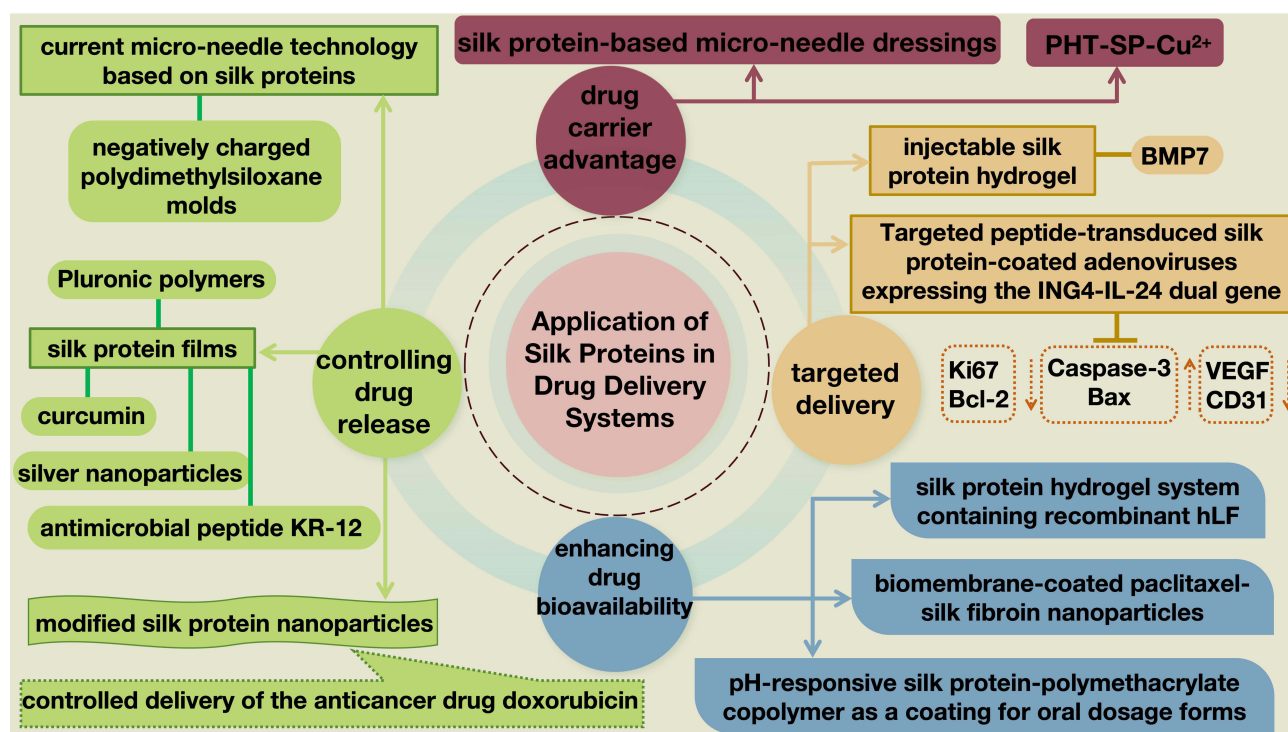 current micro-needle technology
based on silk proteins
negatively charged
polydimethylsiloxane
molds
Pluronic polymers
silk protein films
curcumin
silver nanoparticles
antimicrobial peptide KR-12
modified silk protein nanoparticles
controlled delivery of the anticancer drug doxorubicin
controlling
drug
release
silk protein-based micro-needle dressings
PHT-SP-Cu²⁺
drug
carrier
advantage
Application of
Silk Proteins in
Drug Delivery
Systems
injectable silk
protein hydrogel
BMP7
Targeted peptide-transduced silk
protein-coated adenoviruses
expressing the ING4-IL-24 dual gene
Ki67
Bcl-2
Caspase-3
Bax
VEGF
CD31
targeted
delivery
enhancing
drug
bioavailability
silk protein hydrogel system
containing recombinant hLF
biomembrane-coated paclitaxel-
silk fibroin nanoparticles
pH-responsive silk protein-polymethacrylate
copolymer as a coating for oral dosage forms